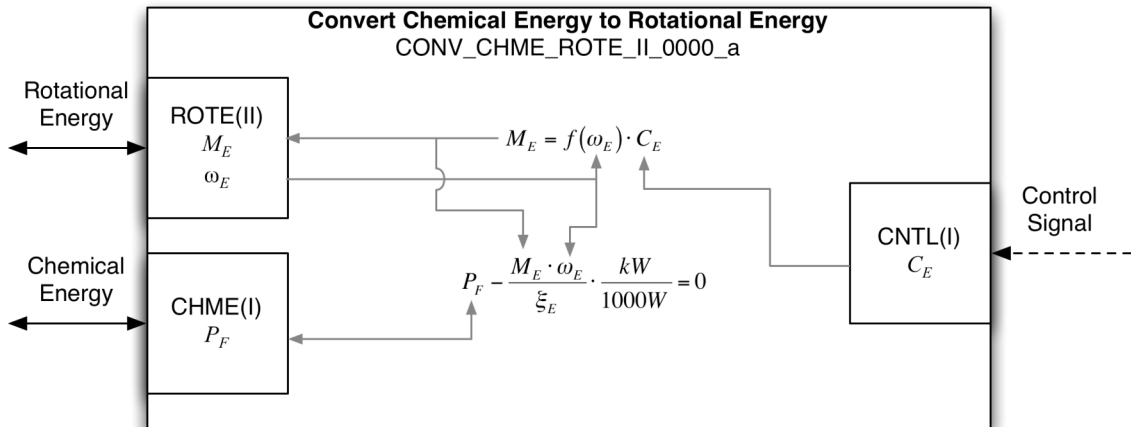 Convert Chemical Energy to Rotational Energy
CONV_CHME_ROTE_II_0000_a
Rotational
Energy
ROTE(II)
M_E
ω_E
M_E = f(ω_E) · C_E
Control
Signal
CNTL(I)
C_E
Chemical
Energy
CHME(I)
P_F
P_F − (M_E · ω_E)/ξ_E · kW/1000W = 0